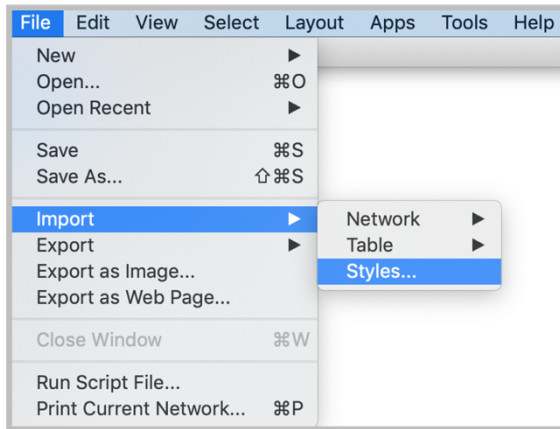 File Edit View Select Layout Apps Tools Help
New ▶
Open... ⌘O
Open Recent ▶
Save ⌘S
Save As... ⇧⌘S
Import ▶
Network ▶
Export ▶
Table ▶
Export as Image...
Styles...
Export as Web Page...
Close Window ⌘W
Run Script File...
Print Current Network... ⌘P